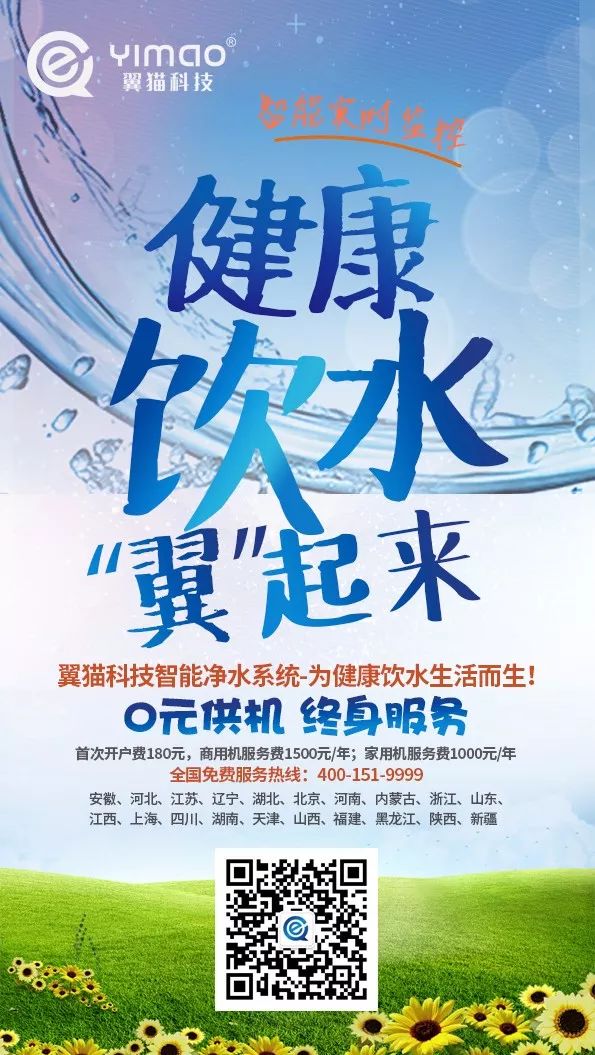 YIMAO®
翼猫科技
智能实时监控
健康
饮水
“翼”起来
翼猫科技智能净水系统-为健康饮水生活而生！
0元供机 终身服务
首次开户费180元，商用机服务费1500元/年；家用机服务费1000元/年
全国免费服务热线：400-151-9999
安徽、河北、江苏、辽宁、湖北、北京、河南、内蒙古、浙江、山东、
江西、上海、四川、湖南、天津、山西、福建、黑龙江、陕西、新疆